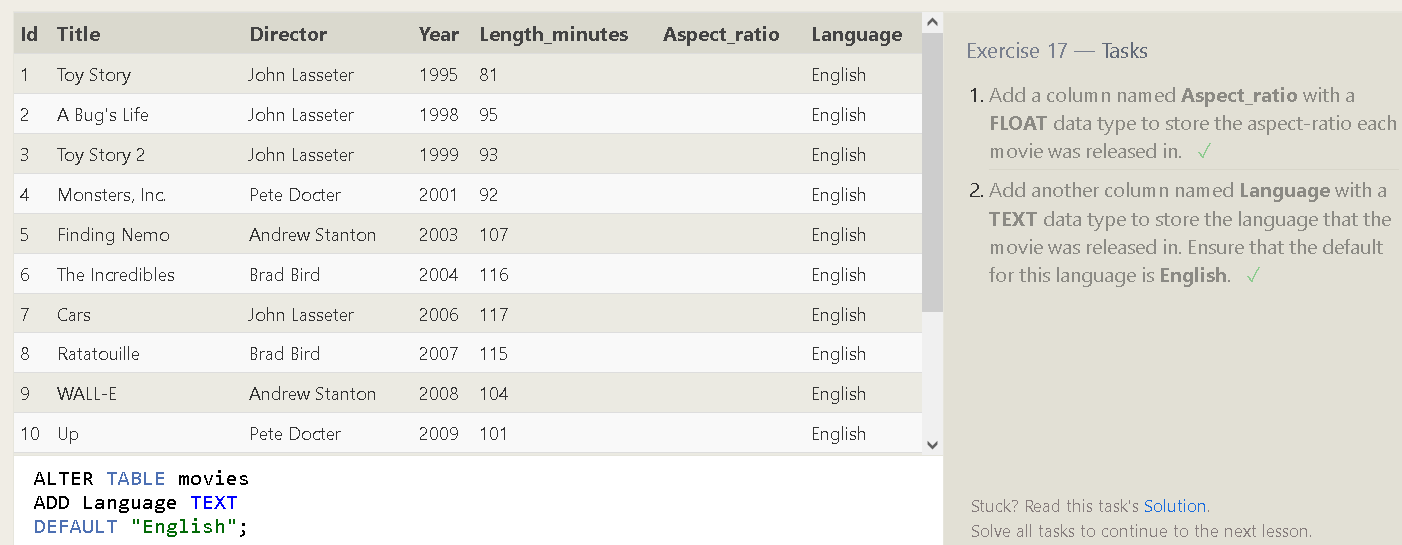 Id Title Director Year Length_minutes Aspect_ratio Language
1 Toy Story John Lasseter 1995 81 English
2 A Bug's Life John Lasseter 1998 95 English
3 Toy Story 2 John Lasseter 1999 93 English
4 Monsters, Inc. Pete Docter 2001 92 English
5 Finding Nemo Andrew Stanton 2003 107 English
6 The Incredibles Brad Bird 2004 116 English
7 Cars John Lasseter 2006 117 English
8 Ratatouille Brad Bird 2007 115 English
9 WALL-E Andrew Stanton 2008 104 English
10 Up Pete Docter 2009 101 English
ALTER TABLE movies
ADD Language TEXT
DEFAULT "English";
Exercise 17 — Tasks
1. Add a column named Aspect_ratio with a
FLOAT data type to store the aspect-ratio each
movie was released in. ✓
2. Add another column named Language with a
TEXT data type to store the language that the
movie was released in. Ensure that the default
for this language is English. ✓
Stuck? Read this task's Solution.
Solve all tasks to continue to the next lesson.